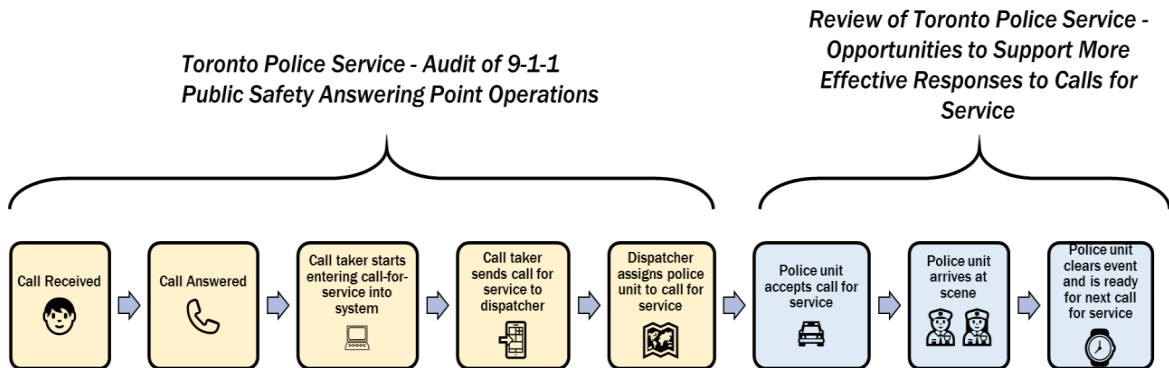 Toronto Police Service - Audit of 9-1-1
Public Safety Answering Point Operations
Review of Toronto Police Service -
Opportunities to Support More
Effective Responses to Calls for
Service
Call Received
Call Answered
Call taker starts
entering call-for-
service into
system
Call taker
sends call for
service to
dispatcher
Dispatcher
assigns police
unit to call for
service
Police unit
accepts call for
service
Police unit
arrives at
scene
Police unit
clears event
and is ready
for next call
for service